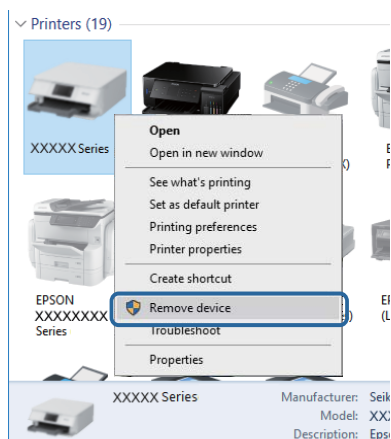 Printers (19)
XXXXX Series
Open
Open in new window
See what's printing
Set as default printer
Printing preferences
Printer properties
Create shortcut
Remove device
Troubleshoot
Properties
EPSON
XXXXXXXX
Series
XXXXX Series
Manufacturer:
Model:
Description: